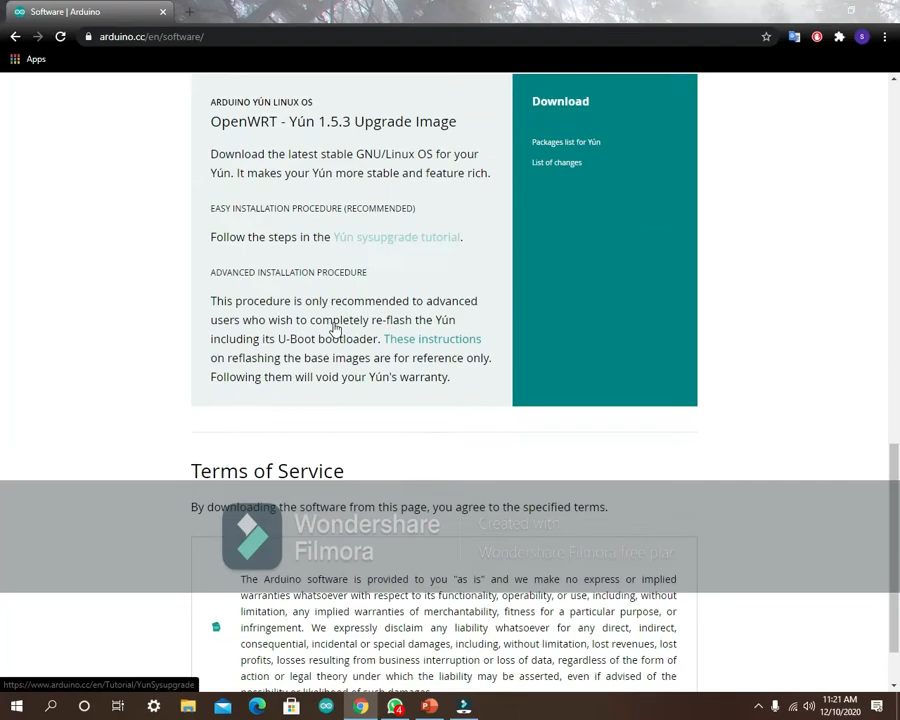 Software | Arduino
arduino.cc/en/software/
S
Apps
ARDUINO YÚN LINUX OS
OpenWRT - Yún 1.5.3 Upgrade Image
Download the latest stable GNU/Linux OS for your
Yún. It makes your Yún more stable and feature rich.
EASY INSTALLATION PROCEDURE (RECOMMENDED)
Follow the steps in the Yún sysupgrade tutorial.
ADVANCED INSTALLATION PROCEDURE
This procedure is only recommended to advanced
users who wish to completely re-flash the Yún
including its U-Boot bootloader. These instructions
on reflashing the base images are for reference only.
Following them will void your Yún's warranty.
Download
Packages list for Yún
List of changes
Terms of Service
By downloading the software from this page, you agree to the specified terms.
Wondershare
Filmora
Created with
Wondershare Filmora free plan
The Arduino software is provided to you "as is" and we make no express or implied
warranties whatsoever with respect to its functionality, operability, or use, including, without
limitation, any implied warranties of merchantability, fitness for a particular purpose, or
infringement. We expressly disclaim any liability whatsoever for any direct, indirect,
consequential, incidental or special damages, including, without limitation, lost revenues, lost
profits, losses resulting from business interruption or loss of data, regardless of the form of
action or legal theory under which the liability may be asserted, even if advised of the
possibility or likelihood of such damages.
https://www.arduino.cc/en/Tutorial/YunSysupgrade
4
11:21 AM
12/10/2020